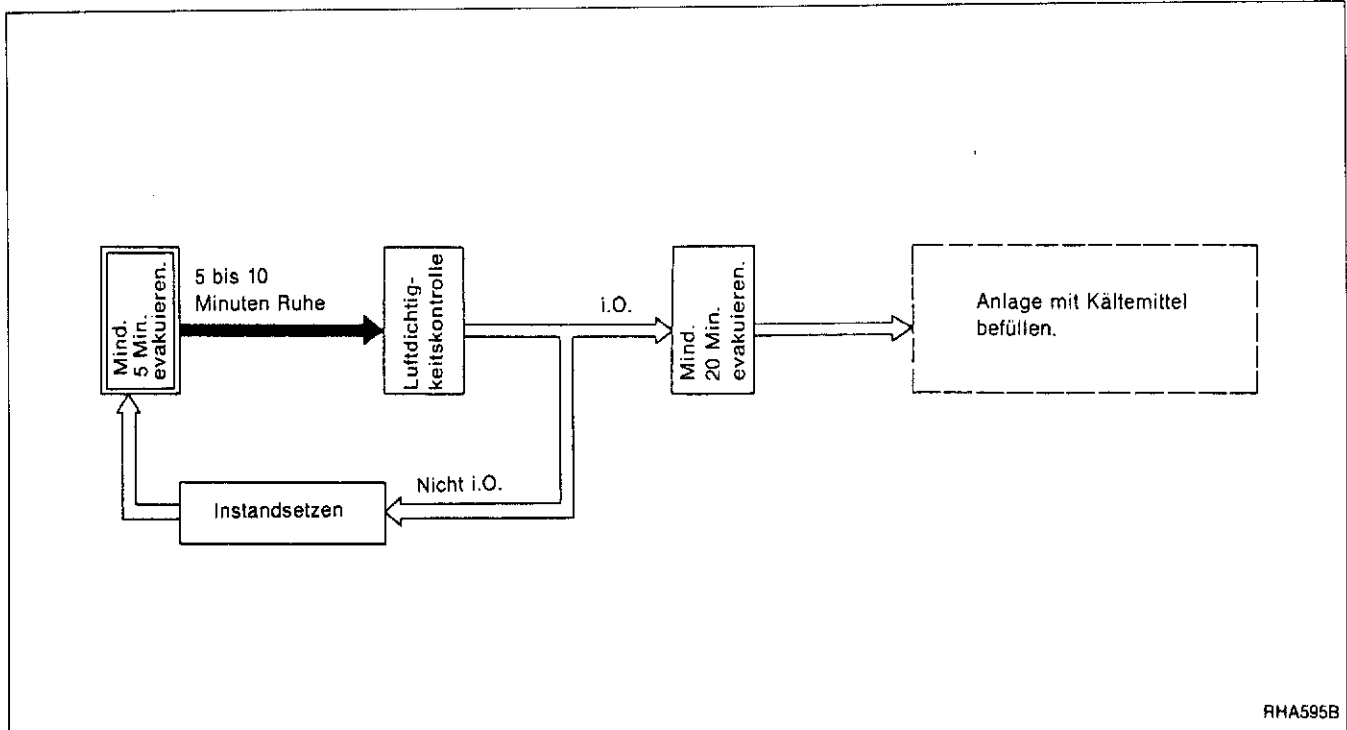 Mind.
5 Min.
evakuieren.
5 bis 10
Minuten Ruhe
Luftdichtig-
keitskontrolle
i.O.
Mind.
20 Min.
evakuieren.
Anlage mit Kältemittel
befüllen.
Nicht i.O.
Instandsetzen
RHA595B